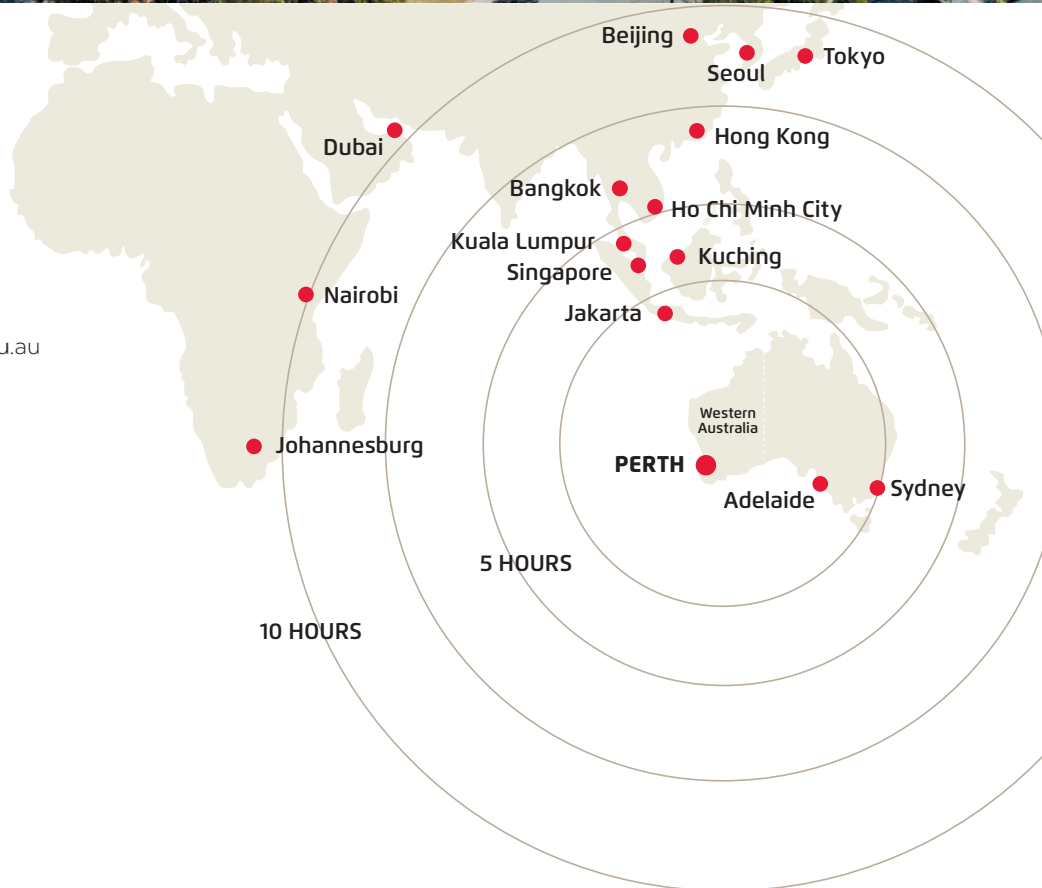 Beijing
Tokyo
Seoul
Hong Kong
Dubai
Bangkok
Ho Chi Minh City
Kuala Lumpur
Kuching
Singapore
Nairobi
Jakarta
u.au
Western
Australia
Johannesburg
PERTH
Adelaide
Sydney
5 HOURS
10 HOURS